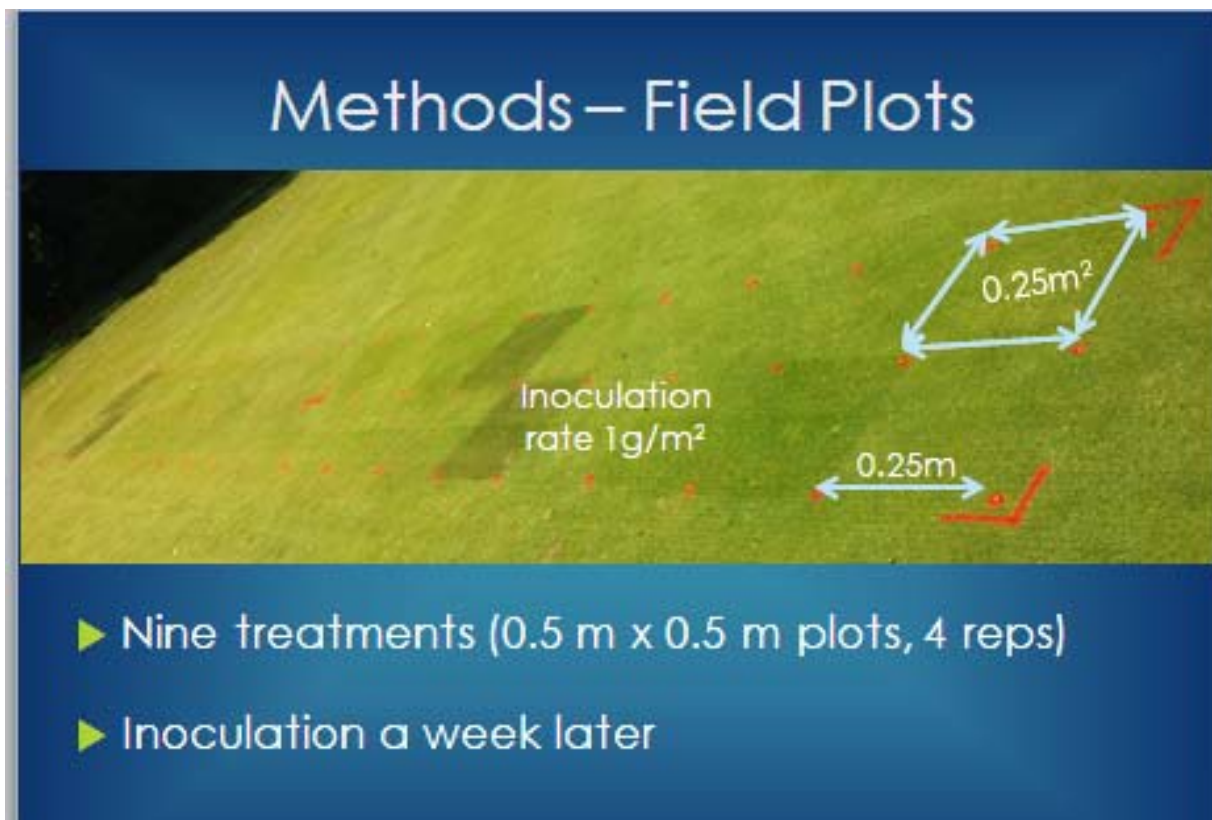 Methods – Field Plots
0.25m²
Inoculation
rate 1g/m²
0.25m
Nine treatments (0.5 m x 0.5 m plots, 4 reps)
Inoculation a week later